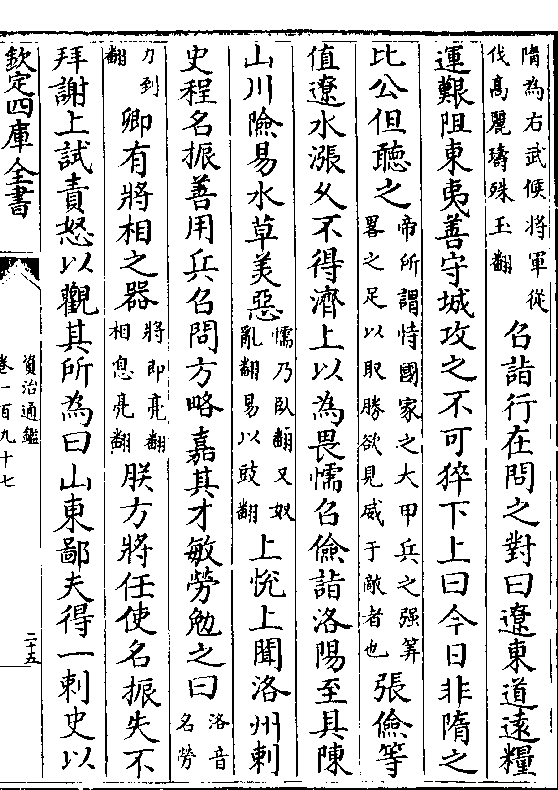 隋為右武候將軍從
伐高麗璹殊玉翻
召詣行在問之對曰遼東道遠糧
運艱阻東夷善守城攻之不可猝下上曰今日非隋之
比公但聽之
帝所謂恃國家之大甲兵之强筭
畧之足以取勝欲見威于敵者也
張儉等
值遼水漲久不得濟上以為畏懦召儉詣洛陽至具陳
山川險易水草美惡
懦乃臥翻又奴
亂翻易以豉翻
上悅上聞洺州刺
史程名振善用兵召問方略嘉其才敏勞勉之曰
洺音
名勞
力到
翻
卿有將相之器
將即亮翻
相息亮翻
朕方將任使名振失不
拜謝上試責怒以觀其所為曰山東鄙夫得一刺史以
欽定四庫全書
資治通鑑
卷一百九十七
二十五